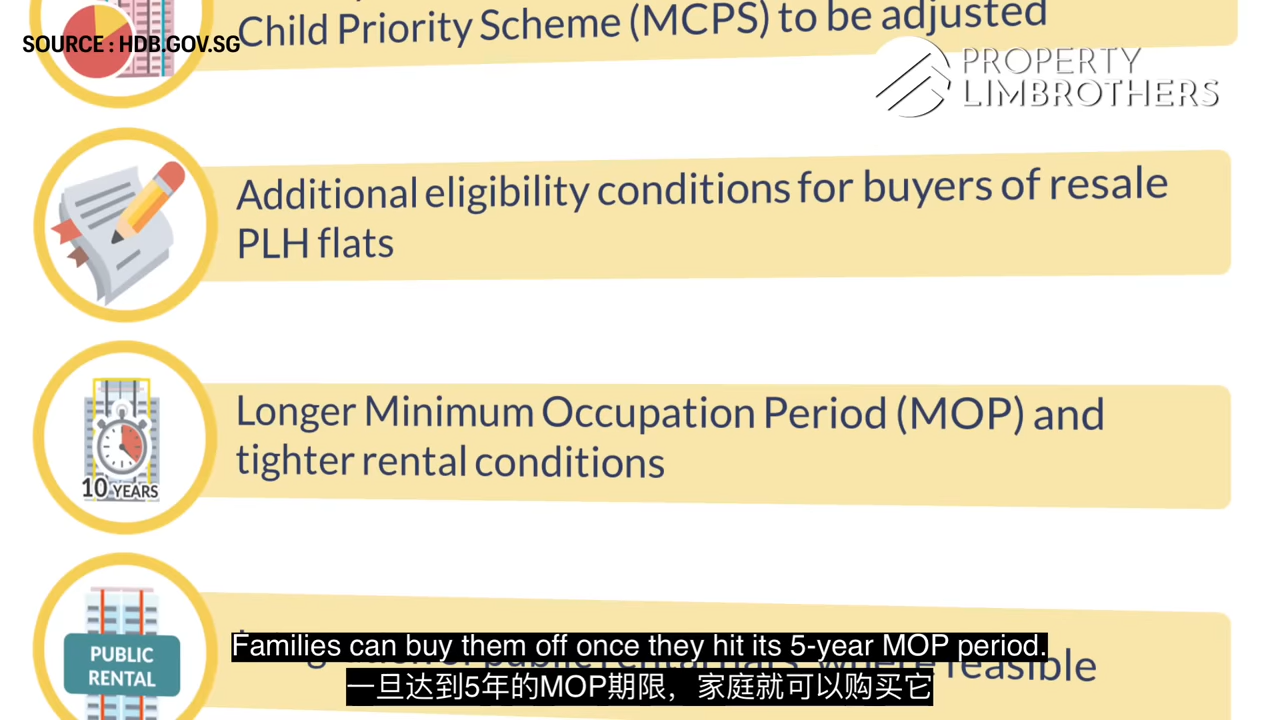 Child Priority Scheme (MCPS) to be adjusted
SOURCE : HDB.GOV.SG
PROPERTY
LIMBROTHERS
Additional eligibility conditions for buyers of resale
PLH flats
Longer Minimum Occupation Period (MOP) and
tighter rental conditions
10 YEARS
PUBLIC
RENTAL
feasible
Families can buy them off once they hit its 5-year MOP period.
一旦达到5年的MOP期限，家庭就可以购买它